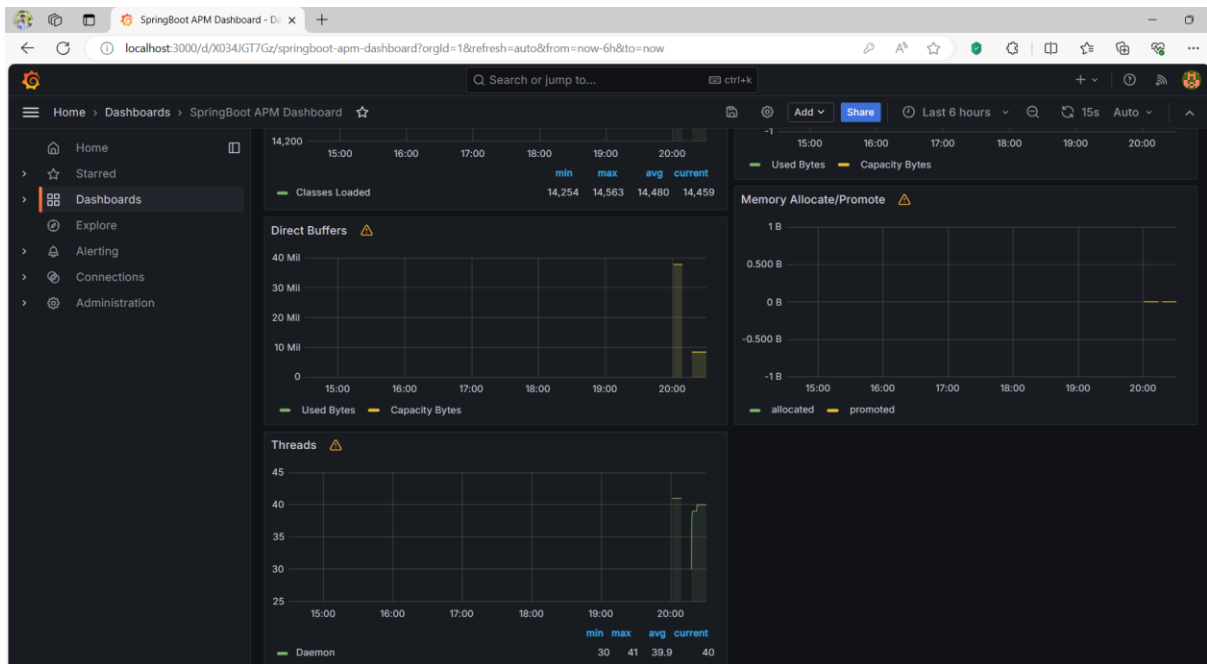 SpringBoot APM Dashboard - Da
localhost:3000/d/X034JGT7Gz/springboot-apm-dashboard?orgId=1&refresh=auto&from=now-6h&to=now
Search or jump to... ctrl+k
Home > Dashboards > SpringBoot APM Dashboard
Add Share Last 6 hours 15s Auto
Home
Starred
Dashboards
Explore
Alerting
Connections
Administration
14,200
15:00 16:00 17:00 18:00 19:00 20:00
min max avg current
Classes Loaded 14,254 14,563 14,480 14,459
-1
15:00 16:00 17:00 18:00 19:00 20:00
Used Bytes Capacity Bytes
Direct Buffers
40 Mil
30 Mil
20 Mil
10 Mil
0
15:00 16:00 17:00 18:00 19:00 20:00
Used Bytes Capacity Bytes
Memory Allocate/Promote
1 B
0.500 B
0 B
-0.500 B
-1 B
15:00 16:00 17:00 18:00 19:00 20:00
allocated promoted
Threads
45
40
35
30
25
15:00 16:00 17:00 18:00 19:00 20:00
min max avg current
Daemon 30 41 39.9 40